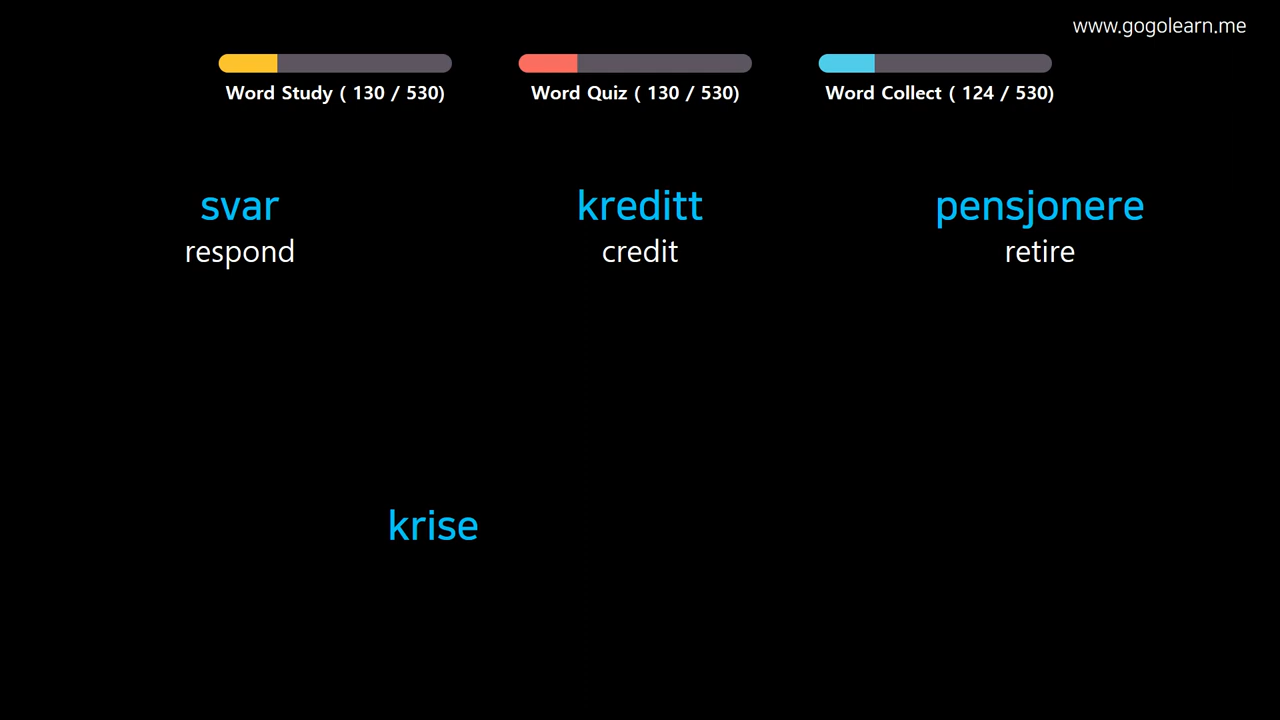 www.gogolearn.me
Word Study ( 130 / 530)
Word Quiz ( 130 / 530)
Word Collect ( 124 / 530)
svar
respond
kreditt
credit
pensjonere
retire
krise